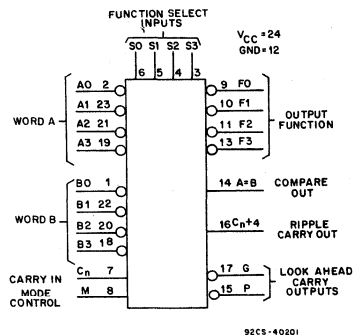 FUNCTION SELECT
INPUTS
S0 S1 S2 S3
6 5 4 3
VCC = 24
GND = 12
WORD A
A0 2
A1 23
A2 21
A3 19
WORD B
B0 1
B1 22
B2 20
B3 18
CARRY IN
Cn 7
MODE
CONTROL
M 8
9 F0
10 F1
11 F2
13 F3
OUTPUT
FUNCTION
14 A=B
COMPARE
OUT
16 Cn+4
RIPPLE
CARRY OUT
17 G
15 P
LOOK AHEAD
CARRY
OUTPUTS
92CS-40201